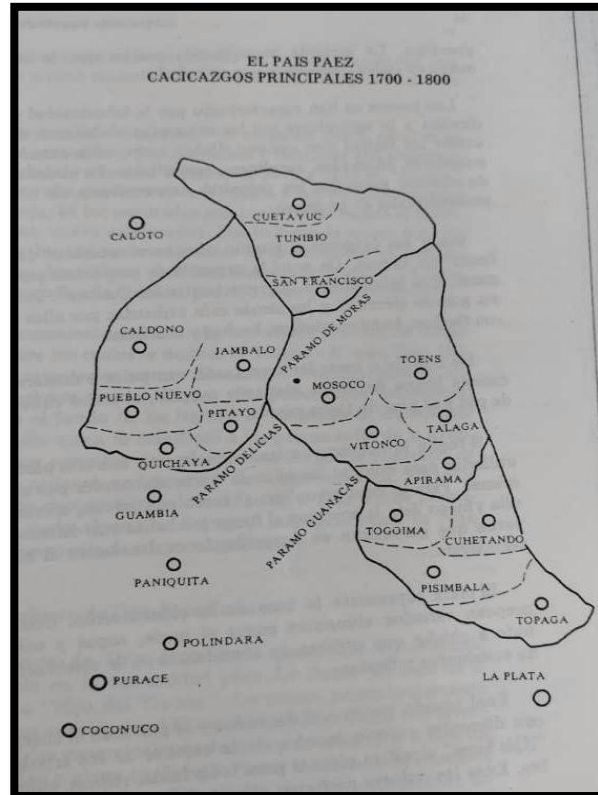 EL PAIS PAEZ
CACICAZGOS PRINCIPALES 1700 - 1800
CUETAYUC
CALOTO
TUNIBIO
SAN FRANCISCO
PARAMO DE MORAS
CALDONO
JAMBALO
TOENS
PUEBLO NUEVO
MOSOCO
PITAYO
TALAGA
VITONCO
QUICHAYA
PARAMO DELICIAS
APIRAMA
GUAMBIA
PARAMO GUANACAS
TOGOIMA
CUHETANDO
PANIQUITA
PISIMBALA
TOPAGA
POLINDARA
PURACE
LA PLATA
COCONUCO